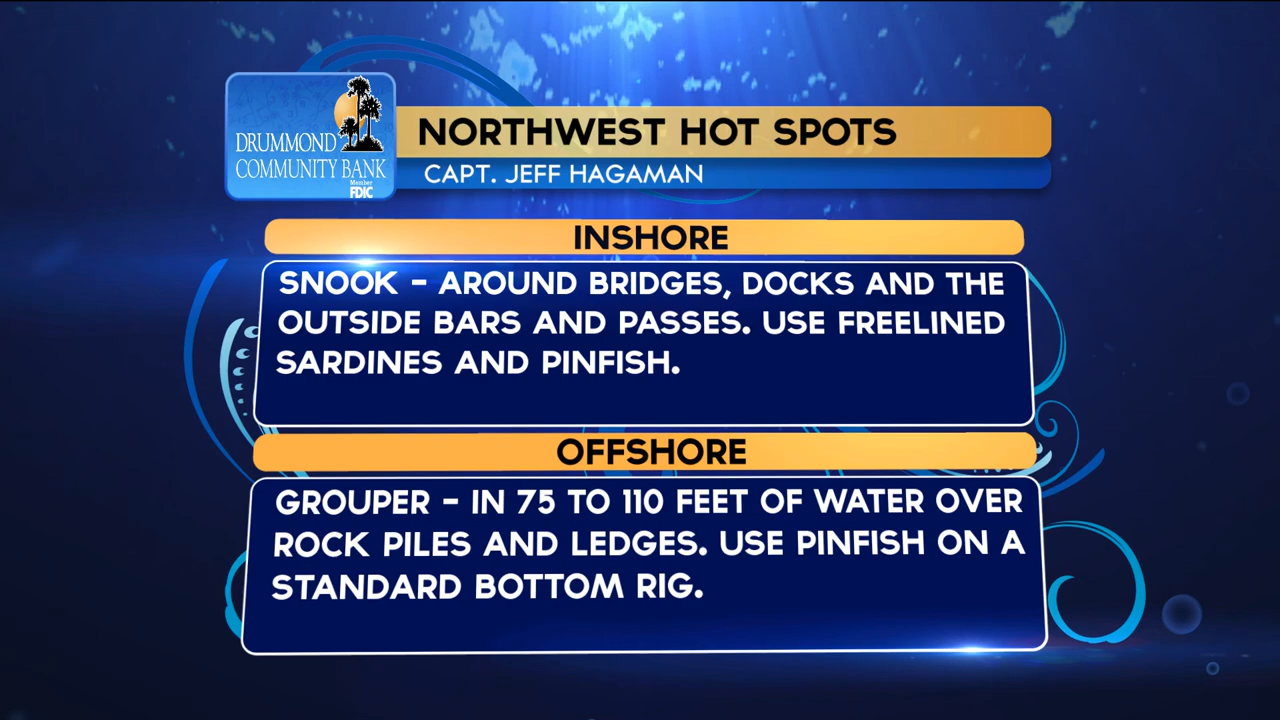 DRUMMOND
COMMUNITY BANK
Member
FDIC
NORTHWEST HOT SPOTS
CAPT. JEFF HAGAMAN
INSHORE
SNOOK - AROUND BRIDGES, DOCKS AND THE
OUTSIDE BARS AND PASSES. USE FREELINED
SARDINES AND PINFISH.
OFFSHORE
GROUPER - IN 75 TO 110 FEET OF WATER OVER
ROCK PILES AND LEDGES. USE PINFISH ON A
STANDARD BOTTOM RIG.